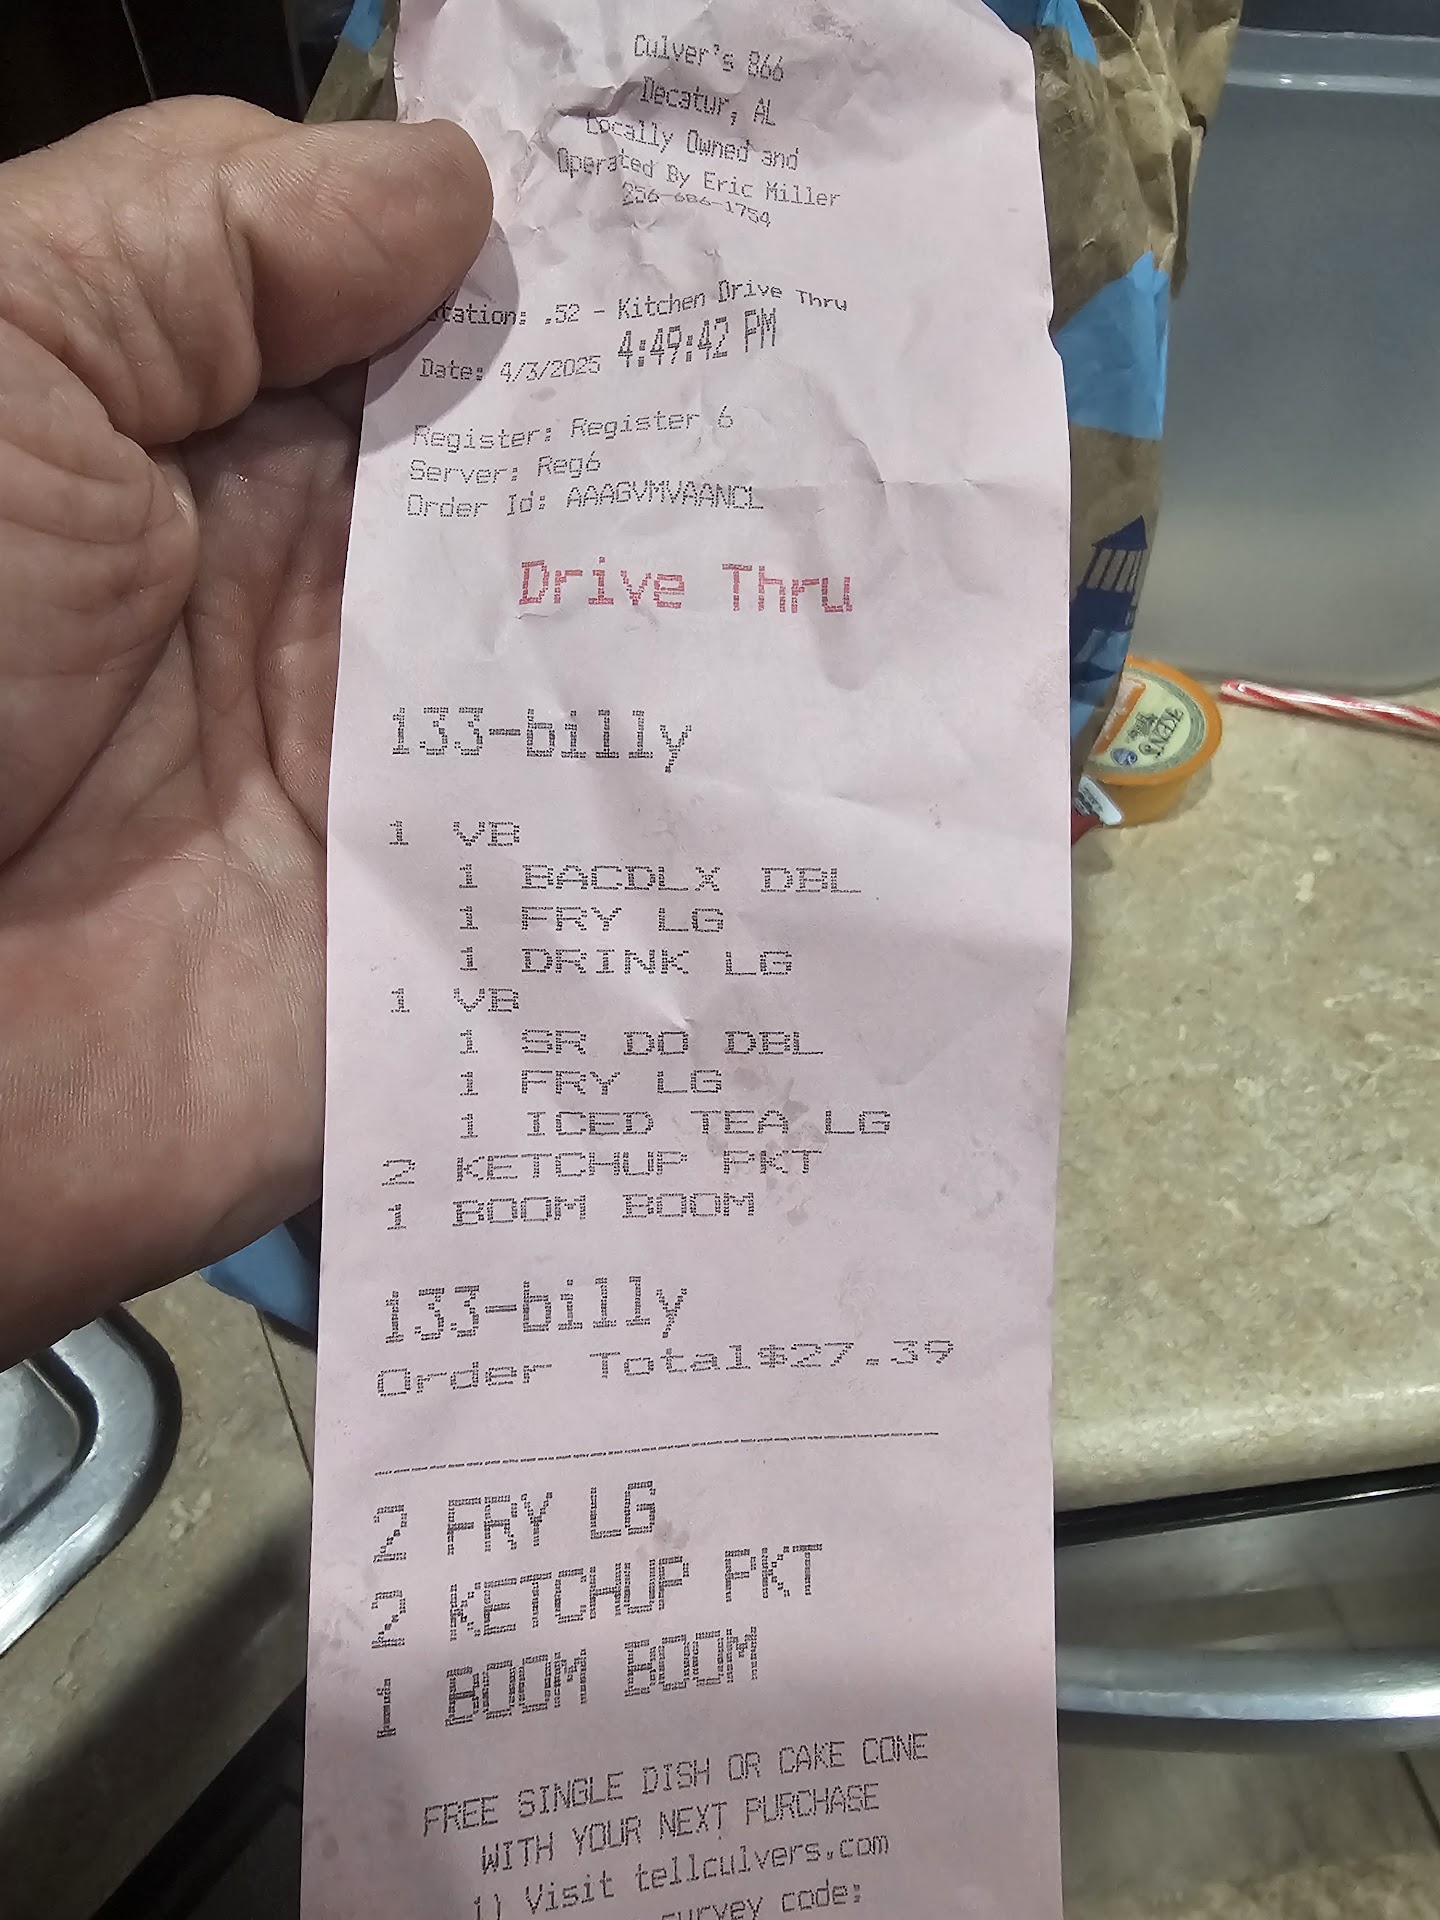 Culver's 866
Decatur, AL
Locally Owned and
Operated By Eric Miller
256-686-1754
Station: .52 - Kitchen Drive Thru
Date: 4/3/2025 4:49:42 PM
Register: Register 6
Server: Reg6
Order Id: AAAGVMVAANCL
Drive Thru
133-billy
1 VB
1 BACDLX DBL
1 FRY LG
1 DRINK LG
1 VB
1 SR DO DBL
1 FRY LG
1 ICED TEA LG
2 KETCHUP PKT
1 BOOM BOOM
133-billy
Order Total$27.39
2 FRY LG
2 KETCHUP PKT
1 BOOM BOOM
FREE SINGLE DISH OR CAKE CONE
WITH YOUR NEXT PURCHASE
1) Visit tellculvers.com
survey code: